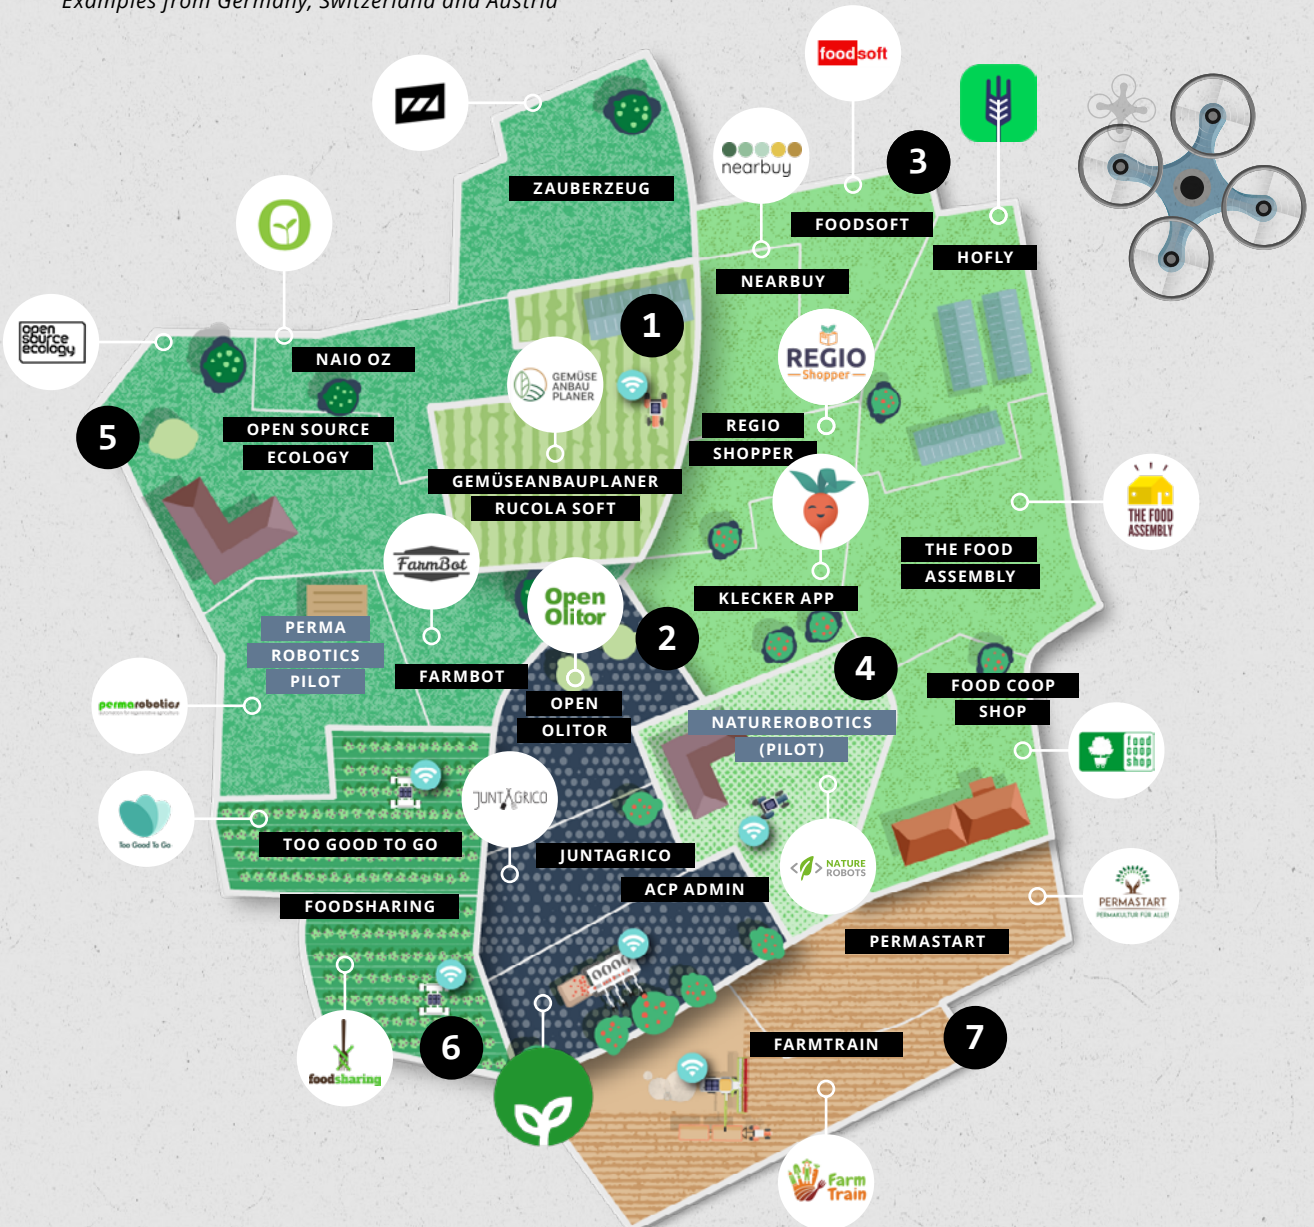 Examples from Germany, Switzerland and Austria
foodsoft
3
nearbuy
ZAUBERZEUG
FOODSOFT
HOFLY
NEARBUY
1
open
source
ecology
NAIO OZ
REGIO
Shopper
GEMÜSE
ANBAU
PLANER
5
OPEN SOURCE
ECOLOGY
REGIO
SHOPPER
GEMÜSEANBAUPLANER
RUCOLA SOFT
THE FOOD
ASSEMBLY
THE FOOD
ASSEMBLY
FarmBot
Open
Olitor
KLECKER APP
2
PERMA
ROBOTICS
PILOT
FARMBOT
4
FOOD COOP
SHOP
permarobotics
OPEN
OLITOR
NATUREROBOTICS
(PILOT)
food
coop
shop
JUNTAGRICO
Too Good To Go
TOO GOOD TO GO
JUNTAGRICO
NATURE
ROBOTS
ACP ADMIN
FOODSHARING
PERMASTART
PERMAKULTUR FÜR ALLE!
PERMASTART
6
7
FARMTRAIN
foodsharing
Farm
Train